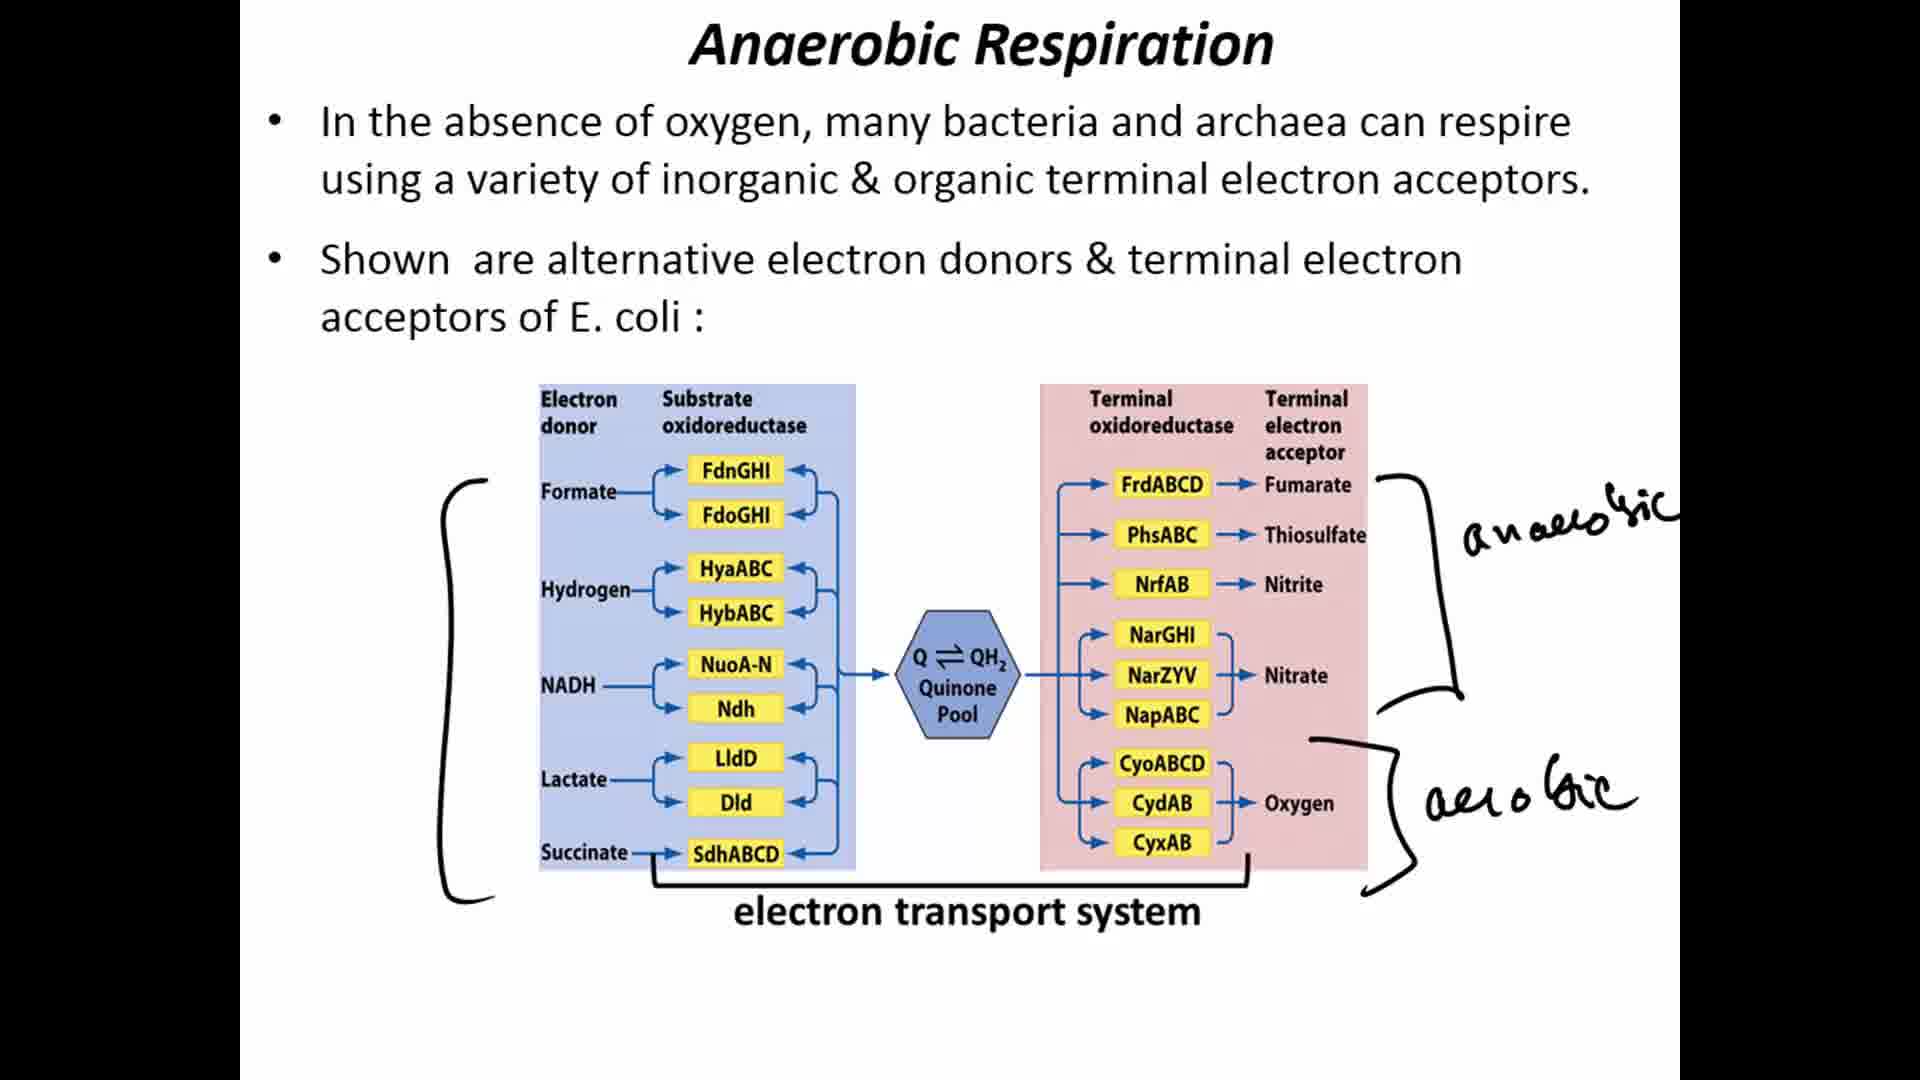 Anaerobic Respiration
• In the absence of oxygen, many bacteria and archaea can respire
using a variety of inorganic & organic terminal electron acceptors.
• Shown are alternative electron donors & terminal electron
acceptors of E. coli :
Electron
donor
Substrate
oxidoreductase
Formate
FdnGHI
FdoGHI
Hydrogen
HyaABC
HybABC
NADH
NuoA-N
Ndh
Lactate
LldD
Dld
Succinate
SdhABCD
Q ⇌ QH₂
Quinone
Pool
Terminal
oxidoreductase
Terminal
electron
acceptor
FrdABCD
Fumarate
PhsABC
Thiosulfate
NrfAB
Nitrite
NarGHI
NarZYV
Nitrate
NapABC
CyoABCD
CydAB
Oxygen
CyxAB
anaerobic
aerobic
electron transport system